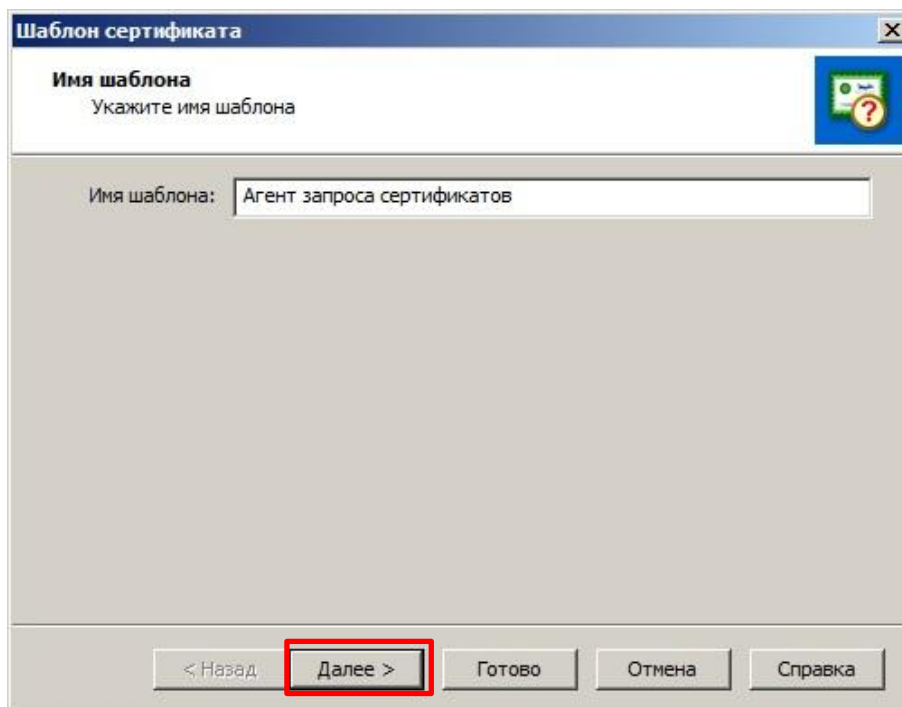 Шаблон сертификата
Имя шаблона
Укажите имя шаблона
Имя шаблона: Агент запроса сертификатов
< Назад Далее > Готово Отмена Справка